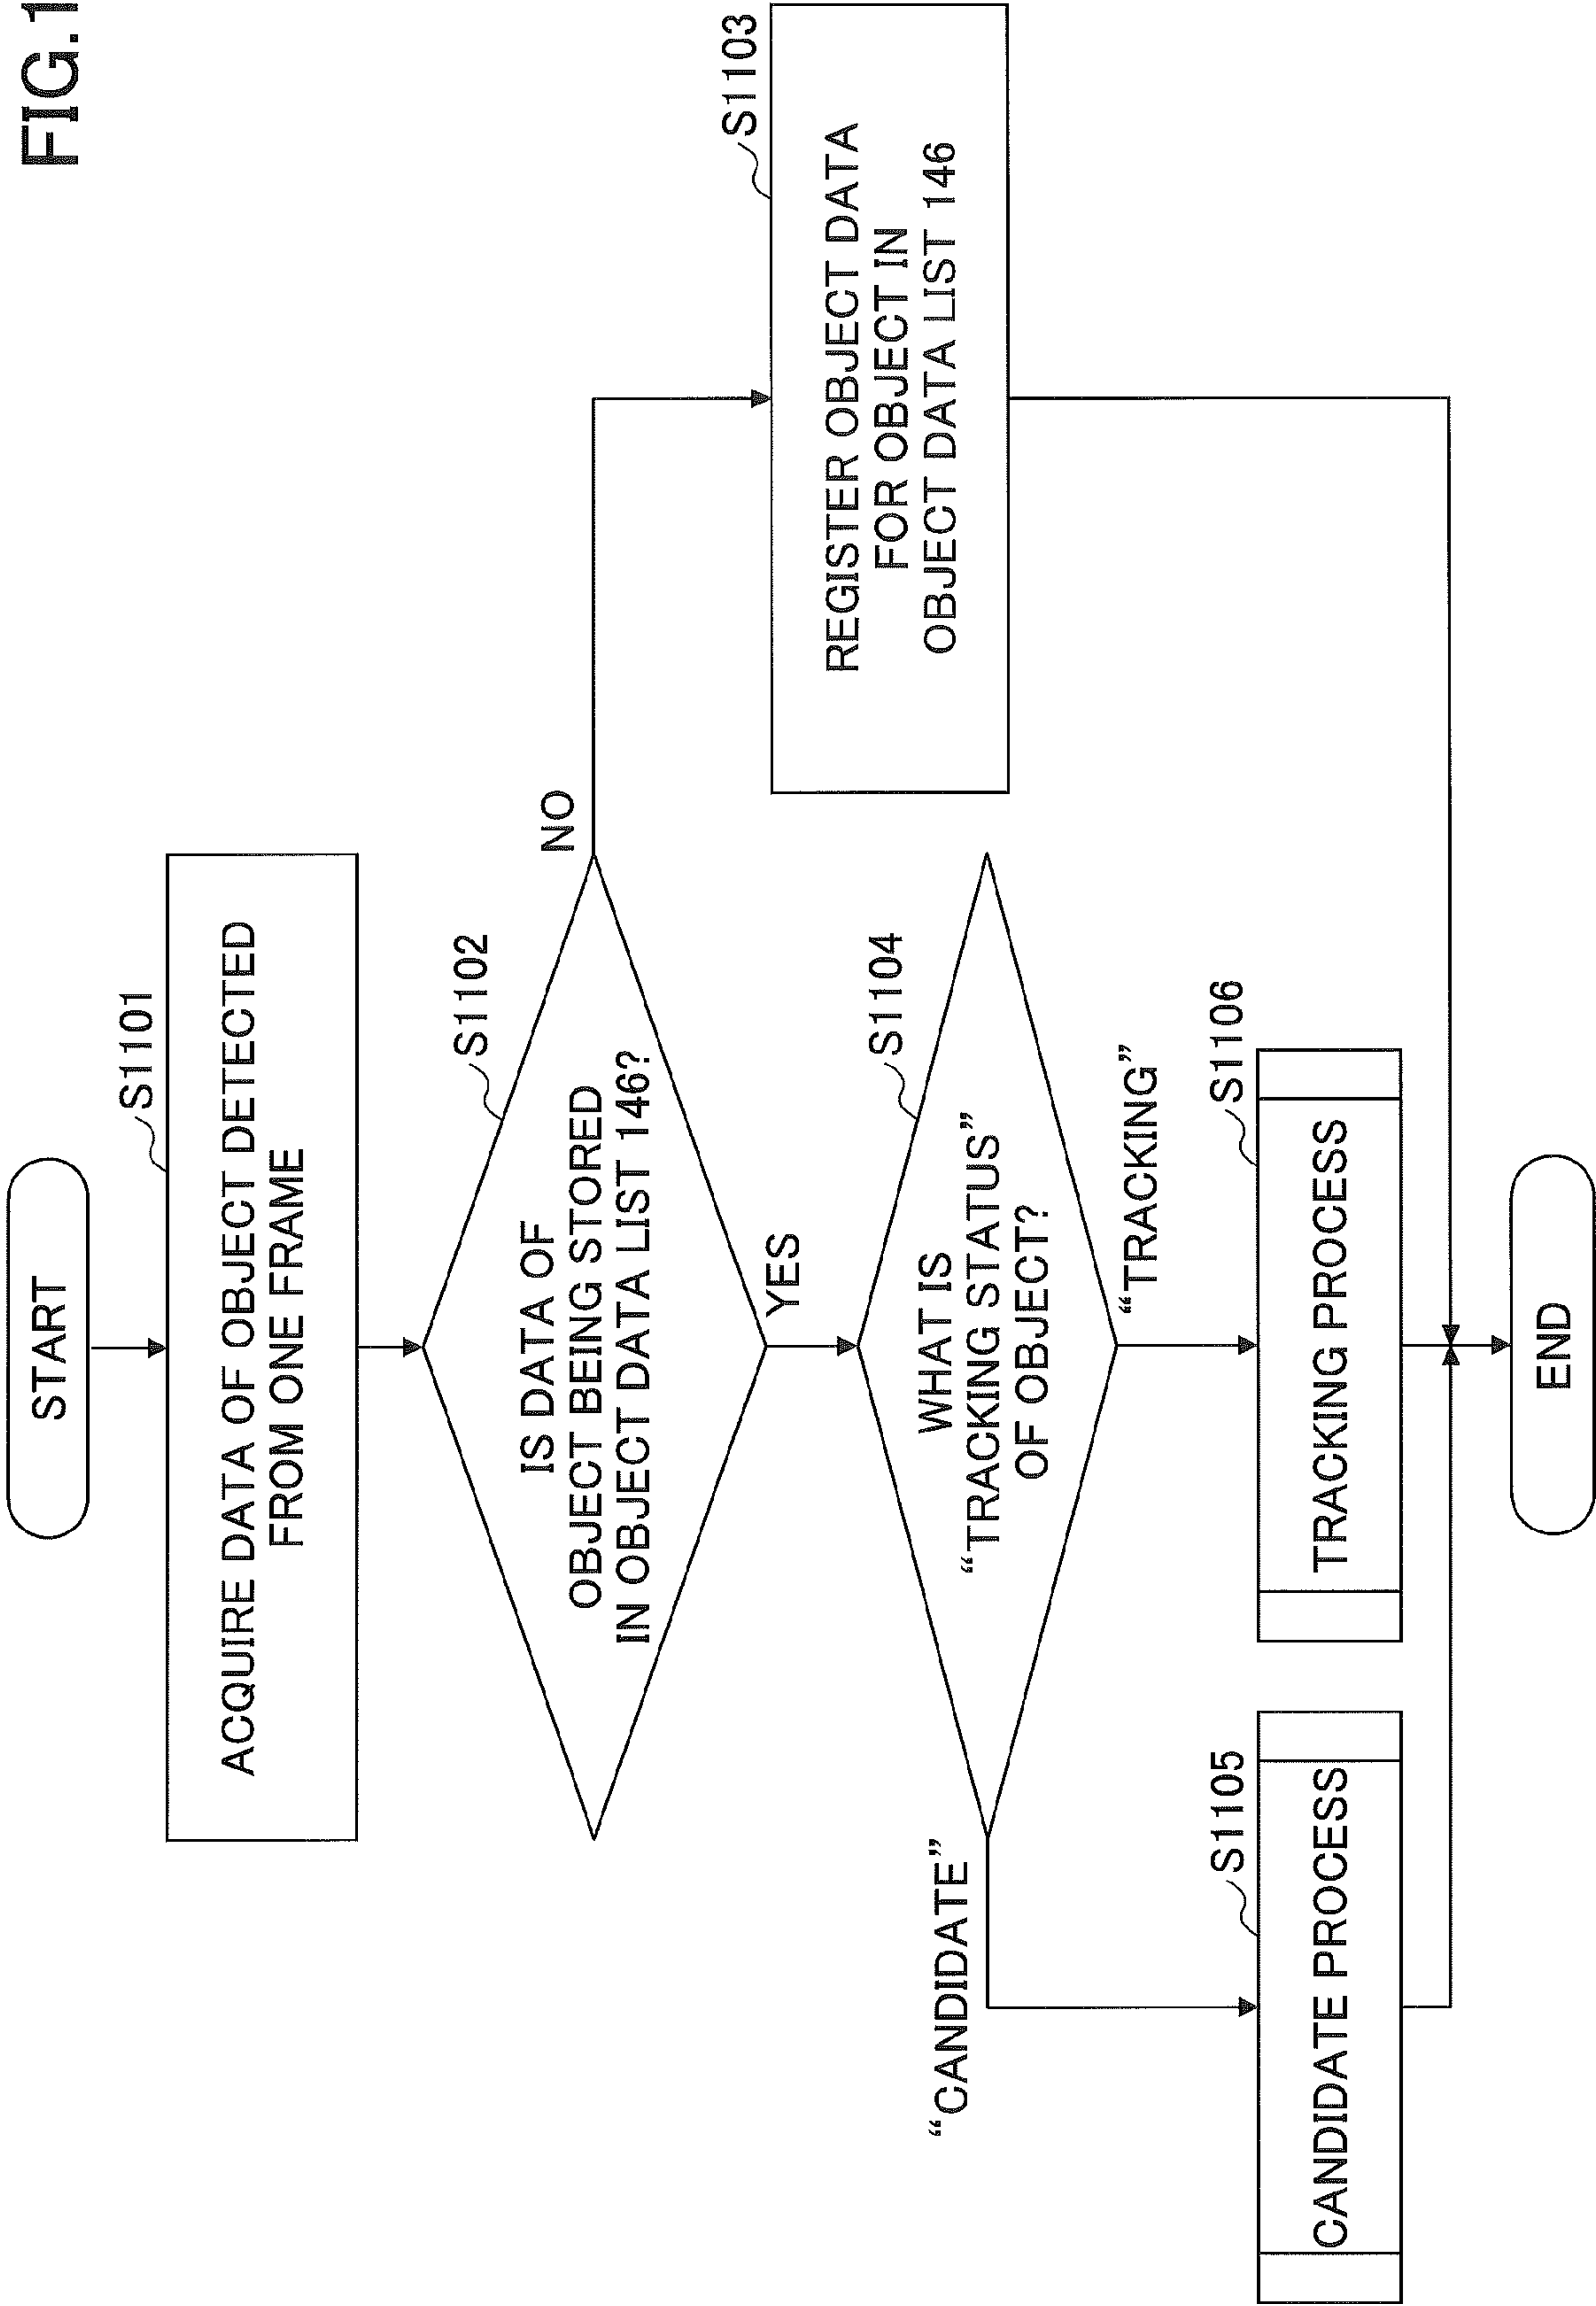 FIG.1
START
S1101
ACQUIRE DATA OF OBJECT DETECTED
FROM ONE FRAME
S1102
IS DATA OF
OBJECT BEING STORED
IN OBJECT DATA LIST 146?
NO
YES
S1103
REGISTER OBJECT DATA
FOR OBJECT IN
OBJECT DATA LIST 146
S1104
WHAT IS
“TRACKING STATUS”
OF OBJECT?
“CANDIDATE”
“TRACKING”
S1105
CANDIDATE PROCESS
S1106
TRACKING PROCESS
END